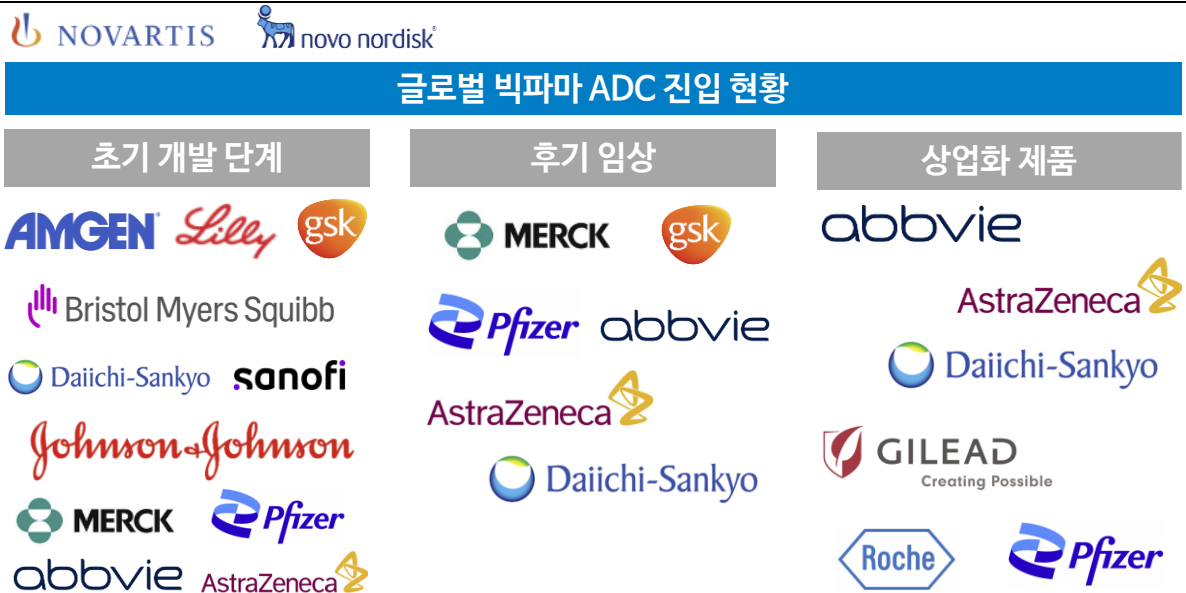 NOVARTIS novo nordisk®
글로벌 빅파마 ADC 진입 현황
초기 개발 단계
AMGEN® Lilly gsk
Bristol Myers Squibb
Daiichi-Sankyo sanofi
Johnson&Johnson
MERCK Pfizer
abbvie AstraZeneca
후기 임상
MERCK gsk
Pfizer abbvie
AstraZeneca
Daiichi-Sankyo
상업화 제품
abbvie
AstraZeneca
Daiichi-Sankyo
GILEAD
Creating Possible
Roche Pfizer